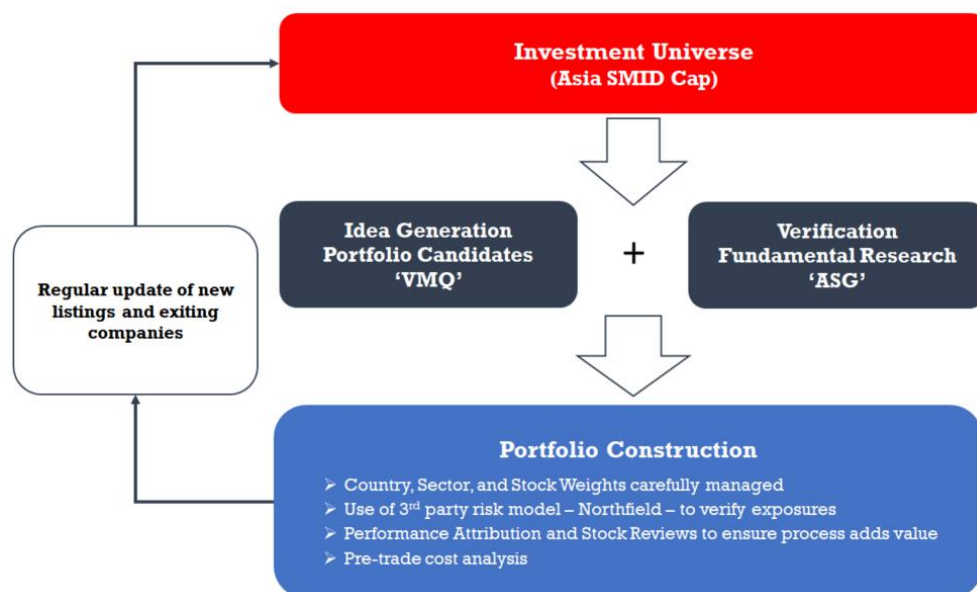 Investment Universe
(Asia SMID Cap)
Idea Generation
Portfolio Candidates
‘VMQ’
+
Verification
Fundamental Research
‘ASG’
Regular update of new
listings and exiting
companies
Portfolio Construction
➢ Country, Sector, and Stock Weights carefully managed
➢ Use of 3rd party risk model – Northfield – to verify exposures
➢ Performance Attribution and Stock Reviews to ensure process adds value
➢ Pre-trade cost analysis